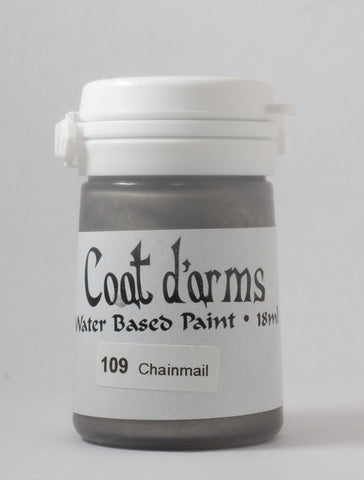 Coat d'arms
Water Based Paint • 18ml
109 Chainmail